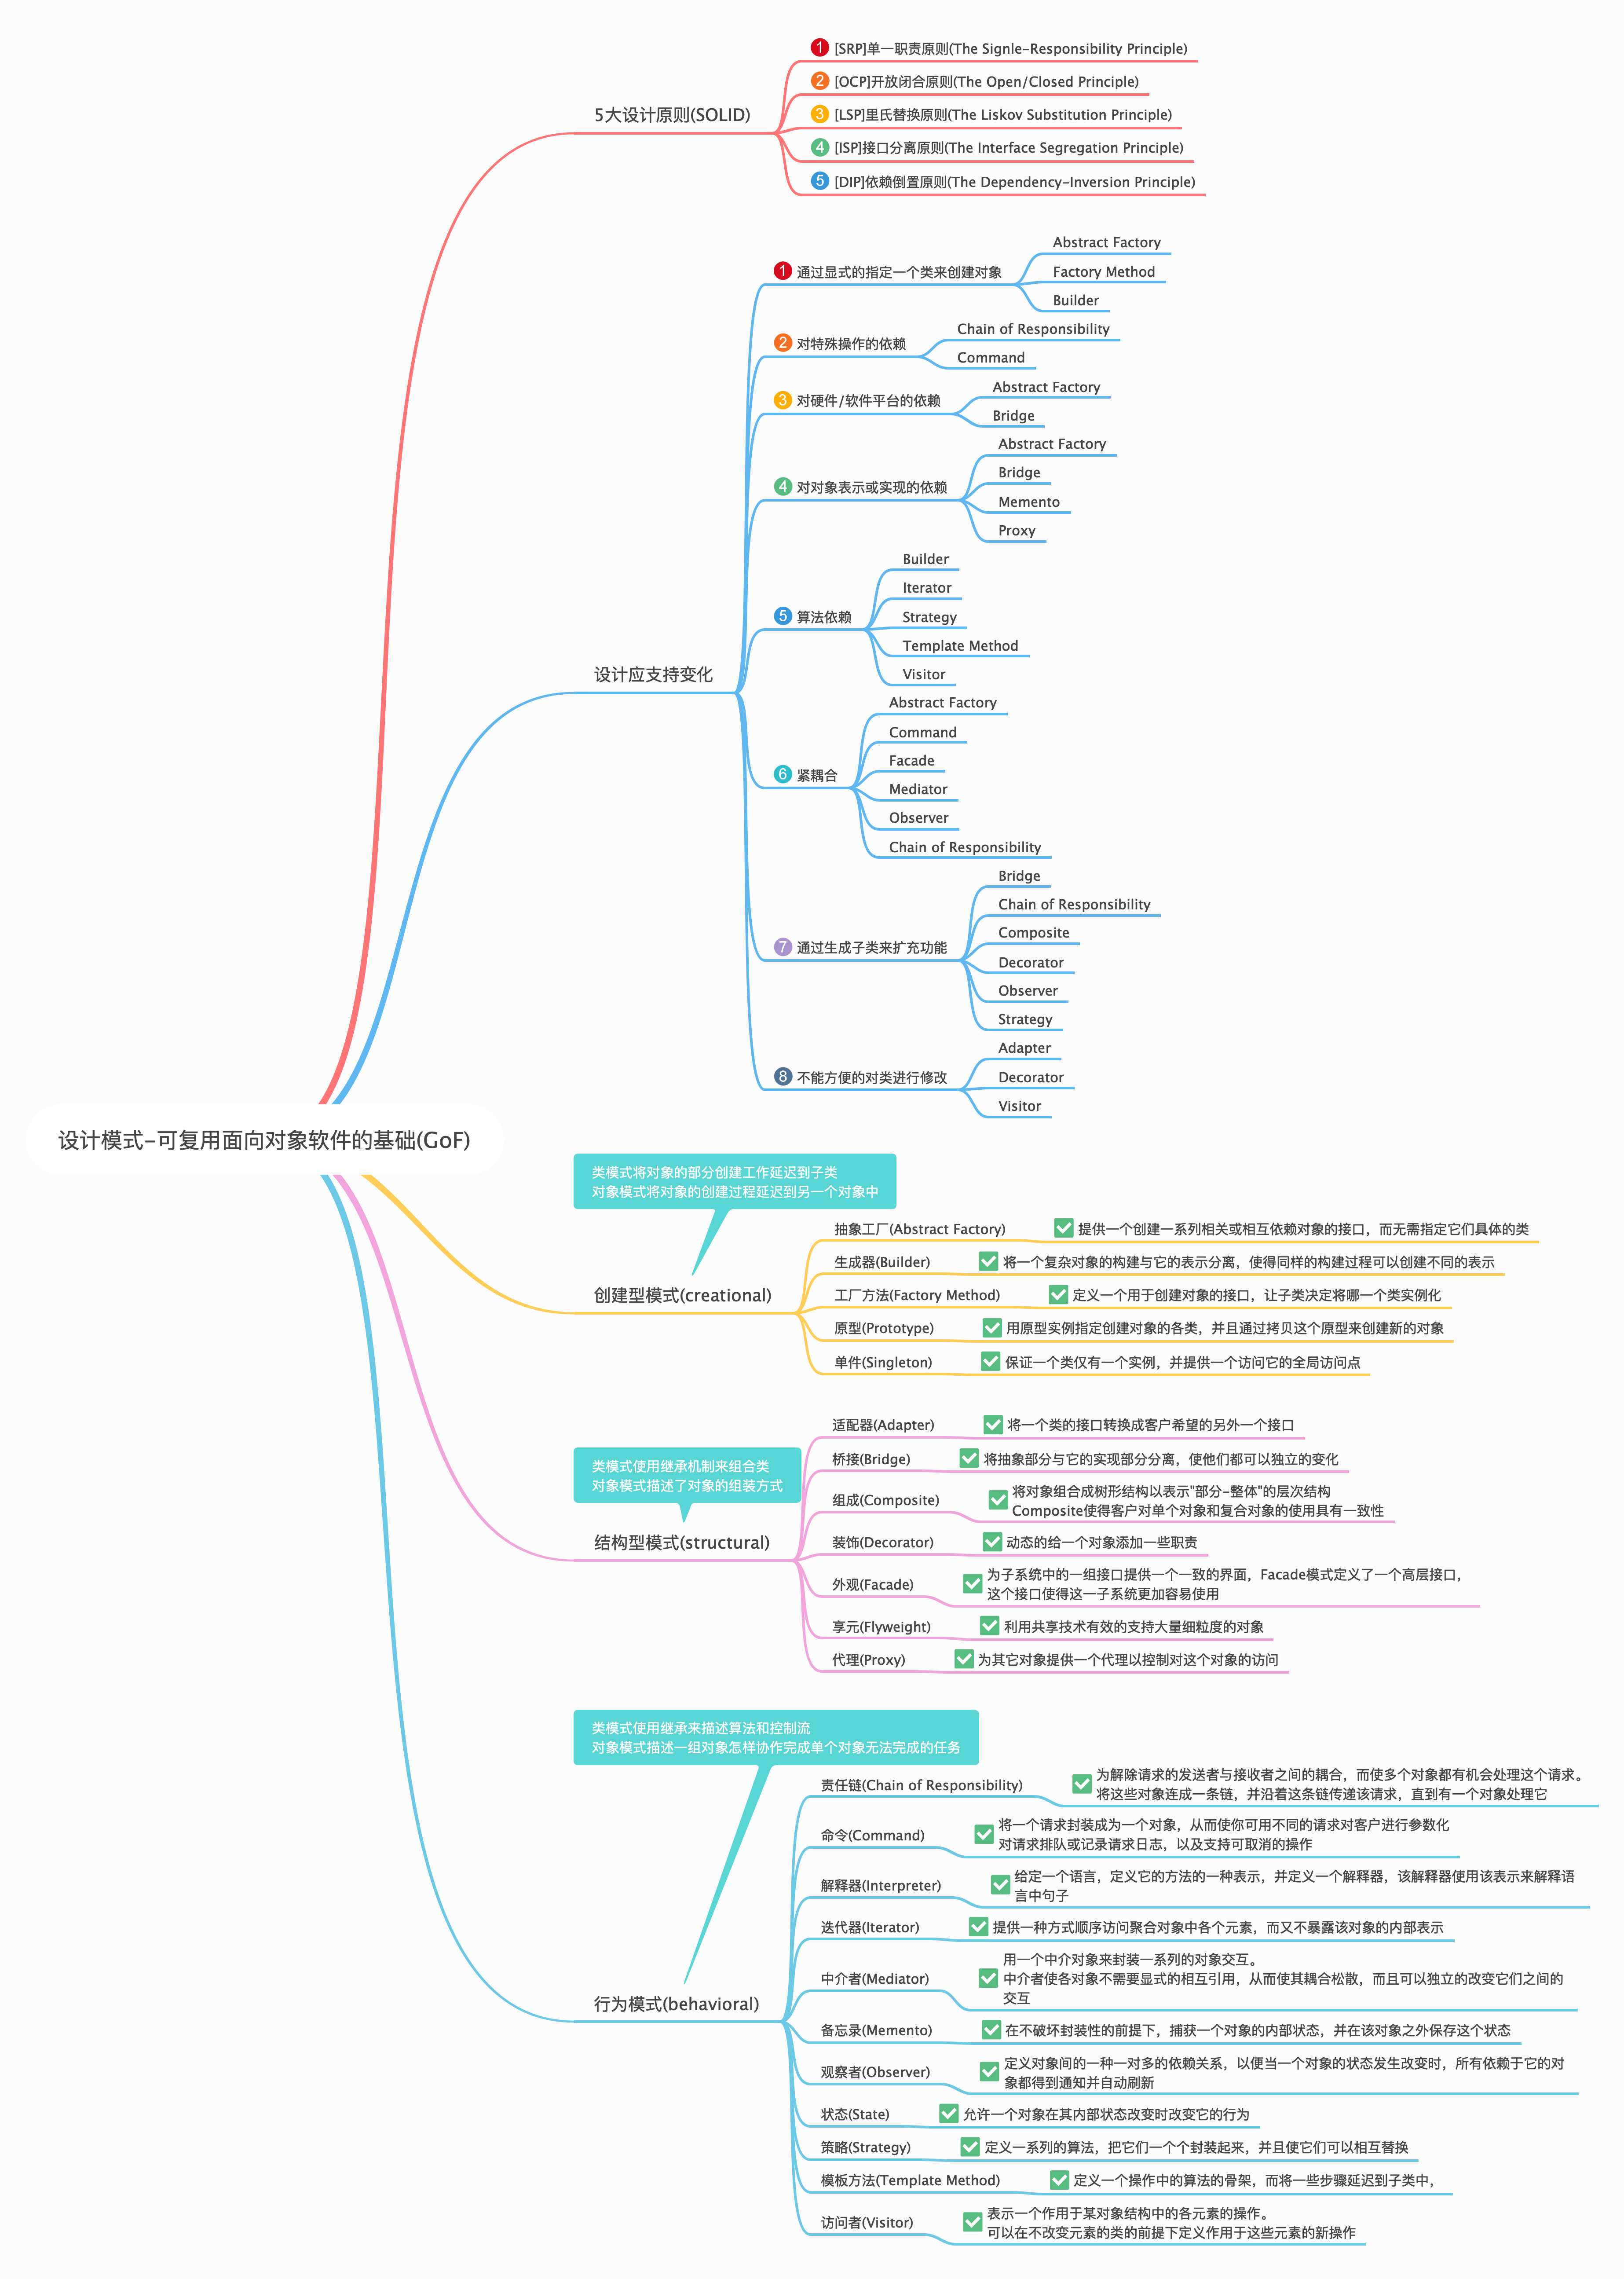 设计模式-可复用面向对象软件的基础(GoF)
5大设计原则(SOLID)
1 [SRP]单一职责原则(The Signle-Responsibility Principle)
2 [OCP]开放闭合原则(The Open/Closed Principle)
3 [LSP]里氏替换原则(The Liskov Substitution Principle)
4 [ISP]接口分离原则(The Interface Segregation Principle)
5 [DIP]依赖倒置原则(The Dependency-Inversion Principle)
设计应支持变化
1 通过显式的指定一个类来创建对象
Abstract Factory
Factory Method
Builder
2 对特殊操作的依赖
Chain of Responsibility
Command
3 对硬件/软件平台的依赖
Abstract Factory
Bridge
4 对对象表示或实现的依赖
Abstract Factory
Bridge
Memento
Proxy
5 算法依赖
Builder
Iterator
Strategy
Template Method
Visitor
6 紧耦合
Abstract Factory
Command
Facade
Mediator
Observer
Chain of Responsibility
7 通过生成子类来扩充功能
Bridge
Chain of Responsibility
Composite
Decorator
Observer
Strategy
8 不能方便的对类进行修改
Adapter
Decorator
Visitor
类模式将对象的部分创建工作延迟到子类
对象模式将对象的创建过程延迟到另一个对象中
创建型模式(creational)
抽象工厂(Abstract Factory)
提供一个创建一系列相关或相互依赖对象的接口，而无需指定它们具体的类
生成器(Builder)
将一个复杂对象的构建与它的表示分离，使得同样的构建过程可以创建不同的表示
工厂方法(Factory Method)
定义一个用于创建对象的接口，让子类决定将哪一个类实例化
原型(Prototype)
用原型实例指定创建对象的各类，并且通过拷贝这个原型来创建新的对象
单件(Singleton)
保证一个类仅有一个实例，并提供一个访问它的全局访问点
类模式使用继承机制来组合类
对象模式描述了对象的组装方式
结构型模式(structural)
适配器(Adapter)
将一个类的接口转换成客户希望的另外一个接口
桥接(Bridge)
将抽象部分与它的实现部分分离，使他们都可以独立的变化
组成(Composite)
将对象组合成树形结构以表示"部分-整体"的层次结构
Composite使得客户对单个对象和复合对象的使用具有一致性
装饰(Decorator)
动态的给一个对象添加一些职责
外观(Facade)
为子系统中的一组接口提供一个一致的界面，Facade模式定义了一个高层接口，
这个接口使得这一子系统更加容易使用
享元(Flyweight)
利用共享技术有效的支持大量细粒度的对象
代理(Proxy)
为其它对象提供一个代理以控制对这个对象的访问
类模式使用继承来描述算法和控制流
对象模式描述一组对象怎样协作完成单个对象无法完成的任务
行为模式(behavioral)
责任链(Chain of Responsibility)
为解除请求的发送者与接收者之间的耦合，而使多个对象都有机会处理这个请求。
将这些对象连成一条链，并沿着这条链传递该请求，直到有一个对象处理它
命令(Command)
将一个请求封装成为一个对象，从而使你可用不同的请求对客户进行参数化
对请求排队或记录请求日志，以及支持可取消的操作
解释器(Interpreter)
给定一个语言，定义它的方法的一种表示，并定义一个解释器，该解释器使用该表示来解释语
言中句子
迭代器(Iterator)
提供一种方式顺序访问聚合对象中各个元素，而又不暴露该对象的内部表示
中介者(Mediator)
用一个中介对象来封装一系列的对象交互。
中介者使各对象不需要显式的相互引用，从而使其耦合松散，而且可以独立的改变它们之间的
交互
备忘录(Memento)
在不破坏封装性的前提下，捕获一个对象的内部状态，并在该对象之外保存这个状态
观察者(Observer)
定义对象间的一种一对多的依赖关系，以便当一个对象的状态发生改变时，所有依赖于它的对
象都得到通知并自动刷新
状态(State)
允许一个对象在其内部状态改变时改变它的行为
策略(Strategy)
定义一系列的算法，把它们一个个封装起来，并且使它们可以相互替换
模板方法(Template Method)
定义一个操作中的算法的骨架，而将一些步骤延迟到子类中，
访问者(Visitor)
表示一个作用于某对象结构中的各元素的操作。
可以在不改变元素的类的前提下定义作用于这些元素的新操作